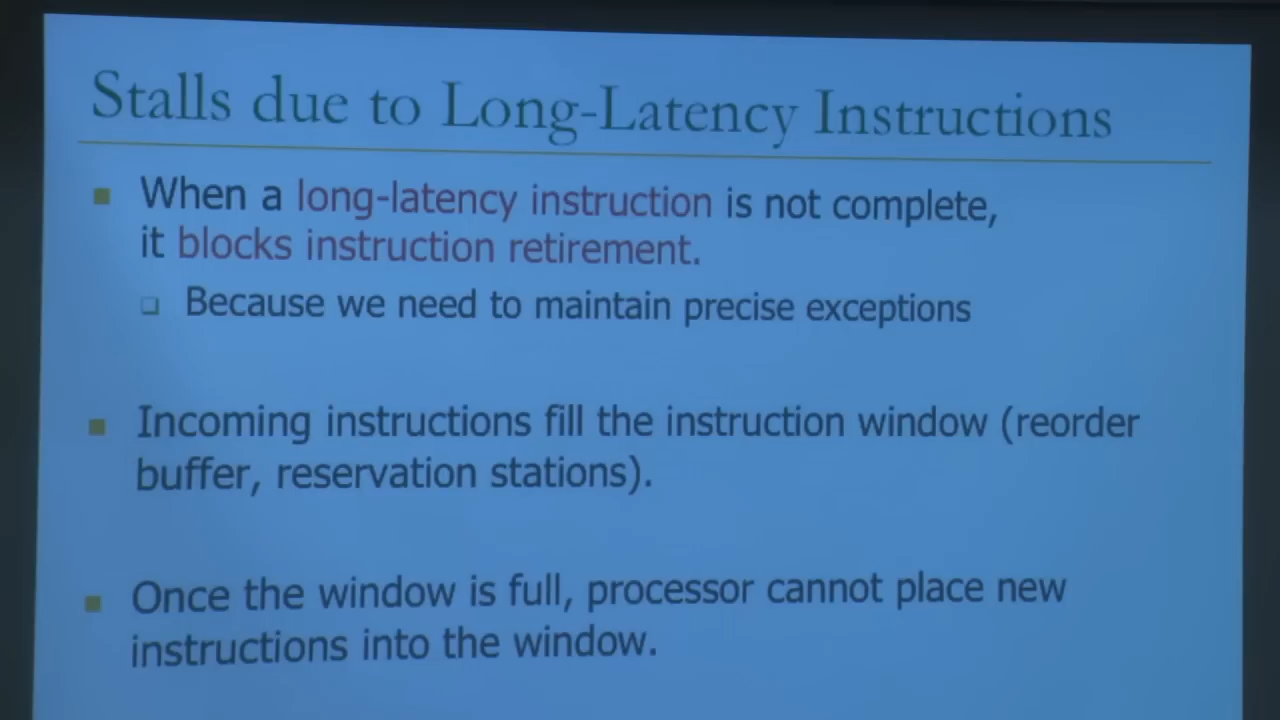 Stalls due to Long-Latency Instructions
When a long-latency instruction is not complete,
it blocks instruction retirement.
Because we need to maintain precise exceptions
Incoming instructions fill the instruction window (reorder
buffer, reservation stations).
Once the window is full, processor cannot place new
instructions into the window.